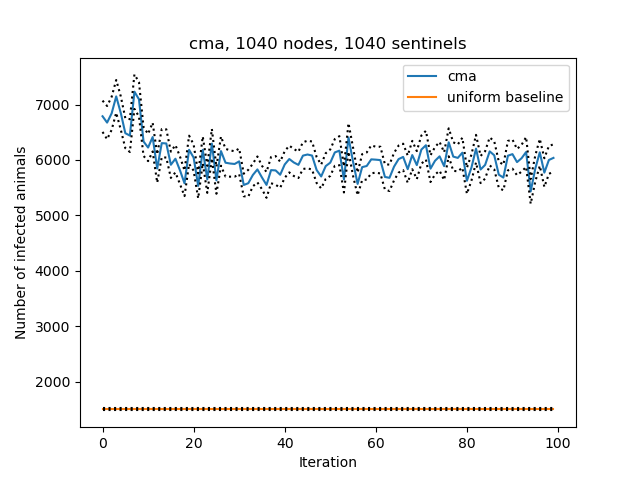 cma, 1040 nodes, 1040 sentinels
cma
uniform baseline
Number of infected animals
7000
6000
5000
4000
3000
2000
0 20 40 60 80 100
Iteration